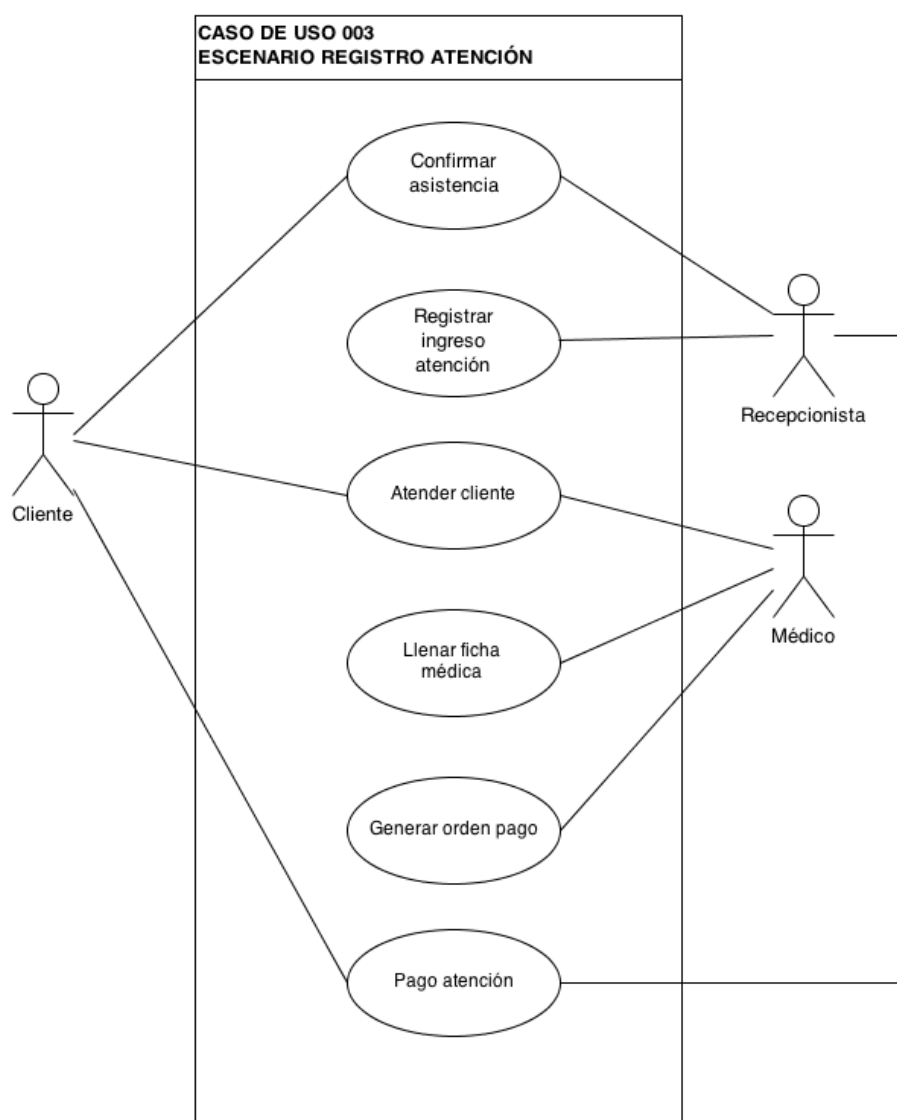 CASO DE USO 003
ESCENARIO REGISTRO ATENCIÓN
Confirmar
asistencia
Registrar
ingreso
atención
Recepcionista
Cliente
Atender cliente
Médico
Llenar ficha
médica
Generar orden pago
Pago atención